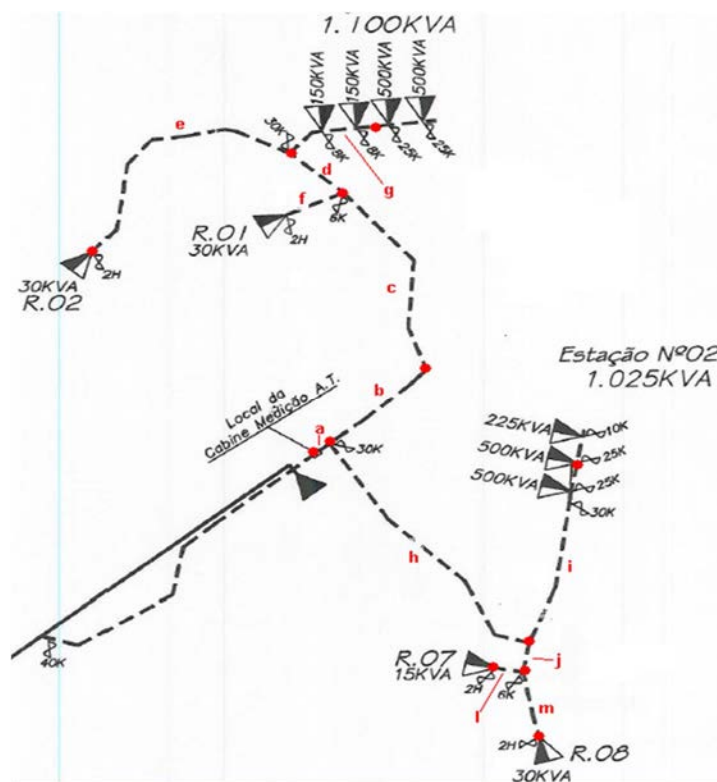 1.100KVA
150KVA
150KVA
500KVA
500KVA
30K
8K
8K
25K
25K
e
d
g
f
6K
R.01
30KVA
2H
2H
30KVA
R.02
c
Estação Nº02
1.025KVA
b
Local da
Cabine Medição A.T.
a
30K
225KVA
10K
500KVA
25K
500KVA
25K
30K
h
i
40K
j
R.07
15KVA
2H
6K
l
m
2H
R.08
30KVA